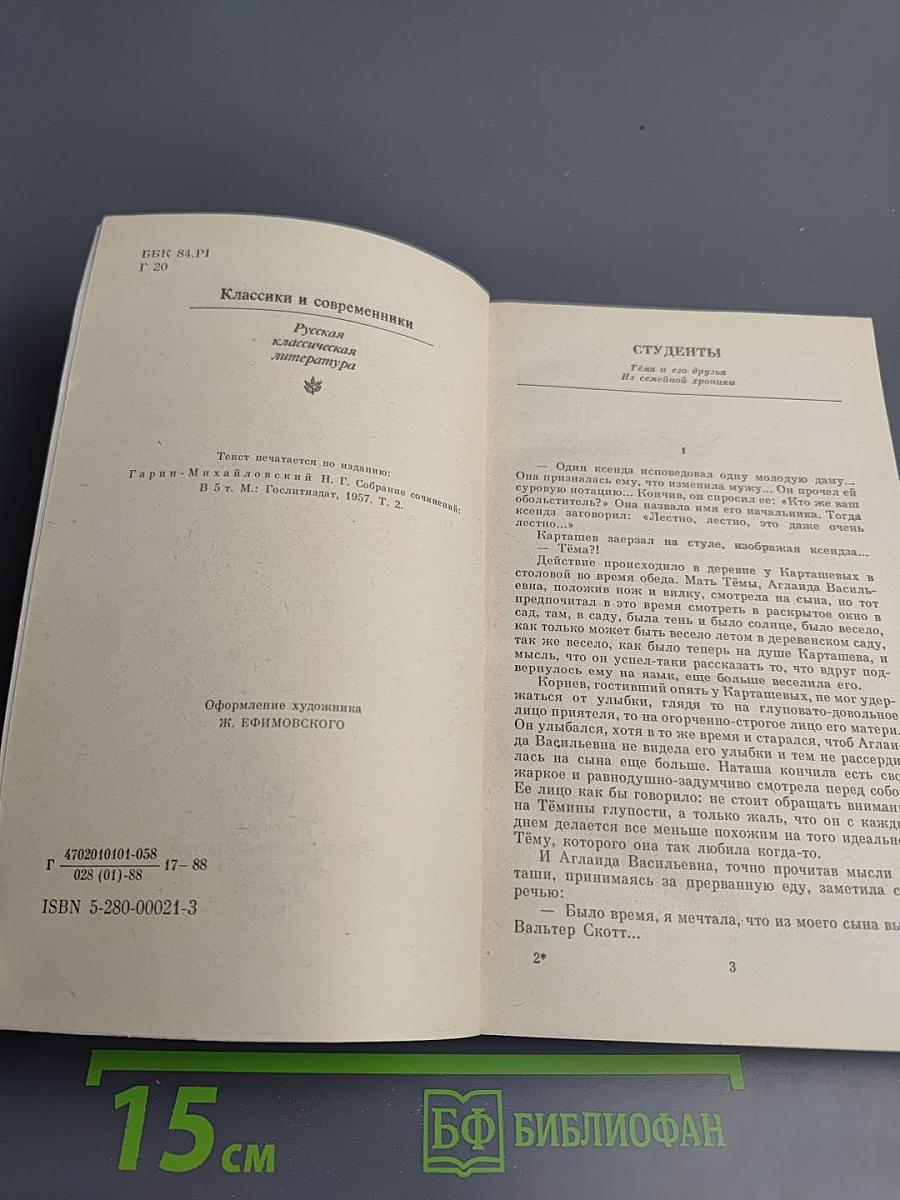 ББК 84.Р1
Г 20
Классики и современники
Русская
классическая
литература
Текст печатается по изданию:
Гарин-Михайловский Н. Г. Собрание сочинений:
В 5 т. М.: Гослитиздат, 1957. Т. 2.
Оформление художника
Ж. ЕФИМОВСКОГО
Г 4702010101-058 17–88
028 (01)-88
ISBN 5-280-00021-3
СТУДЕНТЫ
Тёма и его друзья
Из семейной хроники
1
— Один ксендз исповедовал одну молодую даму...
Она призналась ему, что изменила мужу... Он прочел ей
суровую нотацию... Кончив, он спросил ее: «Кто же ваш
обольститель?» Она назвала имя его начальника. Тогда
ксендз заговорил: «Лестно, лестно, это даже очень
лестно...»
Карташев заерзал на стуле, изображая ксендза...
— Тёма?!
Действие происходило в деревне у Карташевых в
столовой во время обеда. Мать Тёмы, Аглаида Василь-
евна, положив нож и вилку, смотрела на сына, но тот
предпочитал в это время смотреть в раскрытое окно в
сад, там, в саду, была тень и было солнце, было весело,
как только может быть весело летом в деревенском саду,
так же весело, как было теперь на душе Карташева, и
мысль, что он успел-таки рассказать то, что вдруг под-
вернулось ему на язык, еще больше веселила его.
Корнев, гостивший опять у Карташевых, не мог удер-
жаться от улыбки, глядя то на глуповато-довольное
лицо приятеля, то на огорченно-строгое лицо его матери.
Он улыбался, хотя в то же время и старался, чтоб Аглаи-
да Васильевна не видела его улыбки и тем не рассерди
лась на сына еще больше. Наташа кончила есть сво
жаркое и равнодушно-задумчиво смотрела перед собо
Ее лицо как бы говорило: не стоит обращать вниман
на Тёмины глупости, а только жаль, что он с кажд
днем делается все меньше похожим на того идеальн
Тёму, которого она так любила когда-то.
И Аглаида Васильевна, точно прочитав мысли
таши, принимаясь за прерванную еду, заметила с
речью:
— Было время, я мечтала, что из моего сына вы
Вальтер Скотт...
2*
3
15 см
БФ БИБЛИОФАН